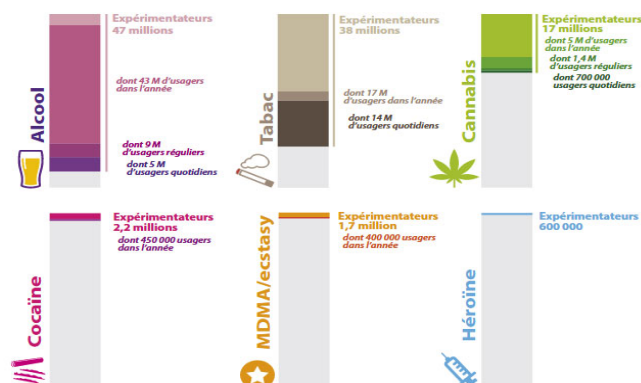 Alcool
Expérimentateurs
47 millions
dont 43 M d'usagers
dans l'année
dont 9 M
d'usagers réguliers
dont 5 M
d'usagers quotidiens
Tabac
Expérimentateurs
38 millions
dont 17 M
d'usagers dans l'année
dont 14 M
d'usagers quotidiens
Cannabis
Expérimentateurs
17 millions
dont 5 M d'usagers
dans l'année
dont 1,4 M
d'usagers réguliers
dont 700 000
usagers quotidiens
Cocaïne
Expérimentateurs
2,2 millions
dont 450 000 usagers
dans l'année
MDMA/ecstasy
Expérimentateurs
1,7 million
dont 400 000 usagers
dans l'année
Héroïne
Expérimentateurs
600 000